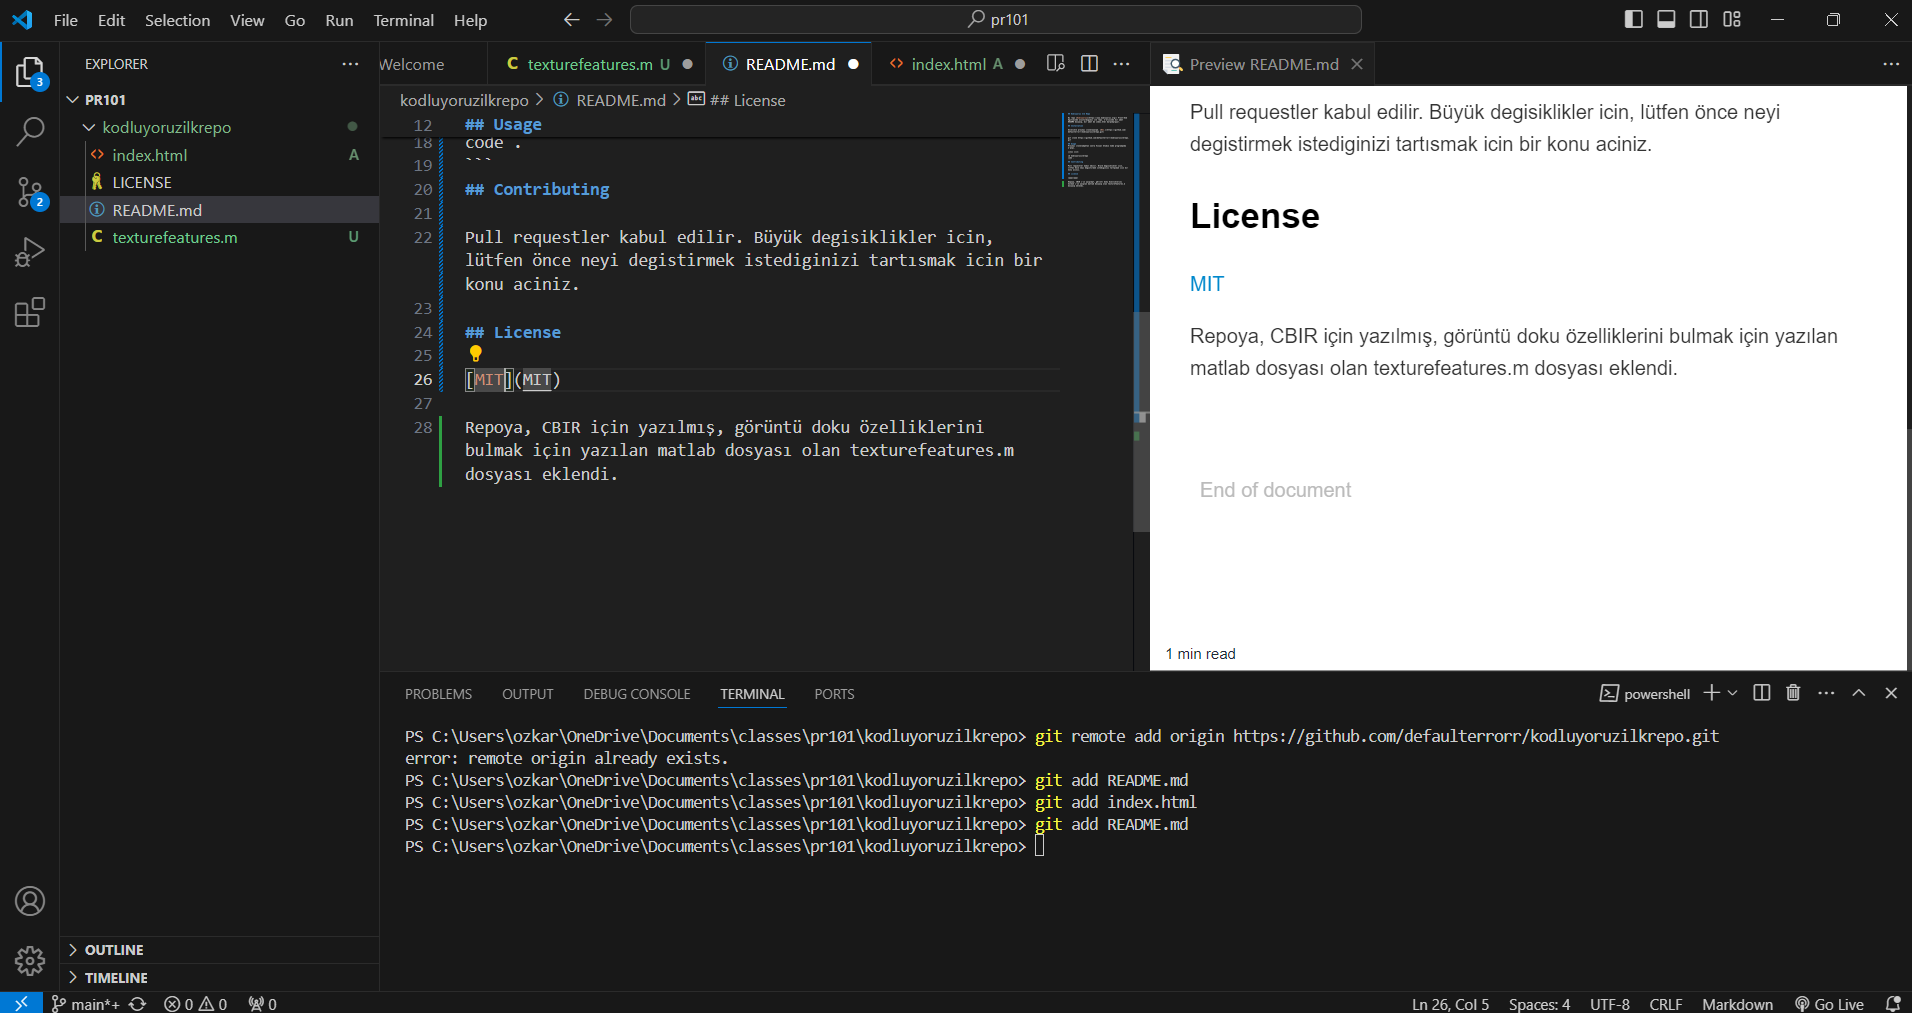 File Edit Selection View Go Run Terminal Help
pr101
EXPLORER
3
PR101
kodluyoruzilkrepo
index.html A
LICENSE
README.md
texturefeatures.m U
2
Welcome
texturefeatures.m U
README.md
index.html A
Preview README.md
kodluyoruzilkrepo > README.md > ## License
12 ## Usage
18 code .
19 ```
20 ## Contributing
21
22 Pull requestler kabul edilir. Büyük degisiklikler icin,
lütfen önce neyi degistirmek istediginizi tartısmak icin bir
konu aciniz.
23
24 ## License
25
26 [MIT](MIT)
27
28 Repoya, CBIR için yazılmış, görüntü doku özelliklerini
bulmak için yazılan matlab dosyası olan texturefeatures.m
dosyası eklendi.
Pull requestler kabul edilir. Büyük degisiklikler icin, lütfen önce neyi
degistirmek istediginizi tartısmak icin bir konu aciniz.
License
MIT
Repoya, CBIR için yazılmış, görüntü doku özelliklerini bulmak için yazılan
matlab dosyası olan texturefeatures.m dosyası eklendi.
End of document
1 min read
PROBLEMS OUTPUT DEBUG CONSOLE TERMINAL PORTS
powershell
PS C:\Users\ozkar\OneDrive\Documents\classes\pr101\kodluyoruzilkrepo> git remote add origin https://github.com/defaulterrorr/kodluyoruzilkrepo.git
error: remote origin already exists.
PS C:\Users\ozkar\OneDrive\Documents\classes\pr101\kodluyoruzilkrepo> git add README.md
PS C:\Users\ozkar\OneDrive\Documents\classes\pr101\kodluyoruzilkrepo> git add index.html
PS C:\Users\ozkar\OneDrive\Documents\classes\pr101\kodluyoruzilkrepo> git add README.md
PS C:\Users\ozkar\OneDrive\Documents\classes\pr101\kodluyoruzilkrepo>
OUTLINE
TIMELINE
main*+ 0 0 0
Ln 26, Col 5 Spaces: 4 UTF-8 CRLF Markdown Go Live